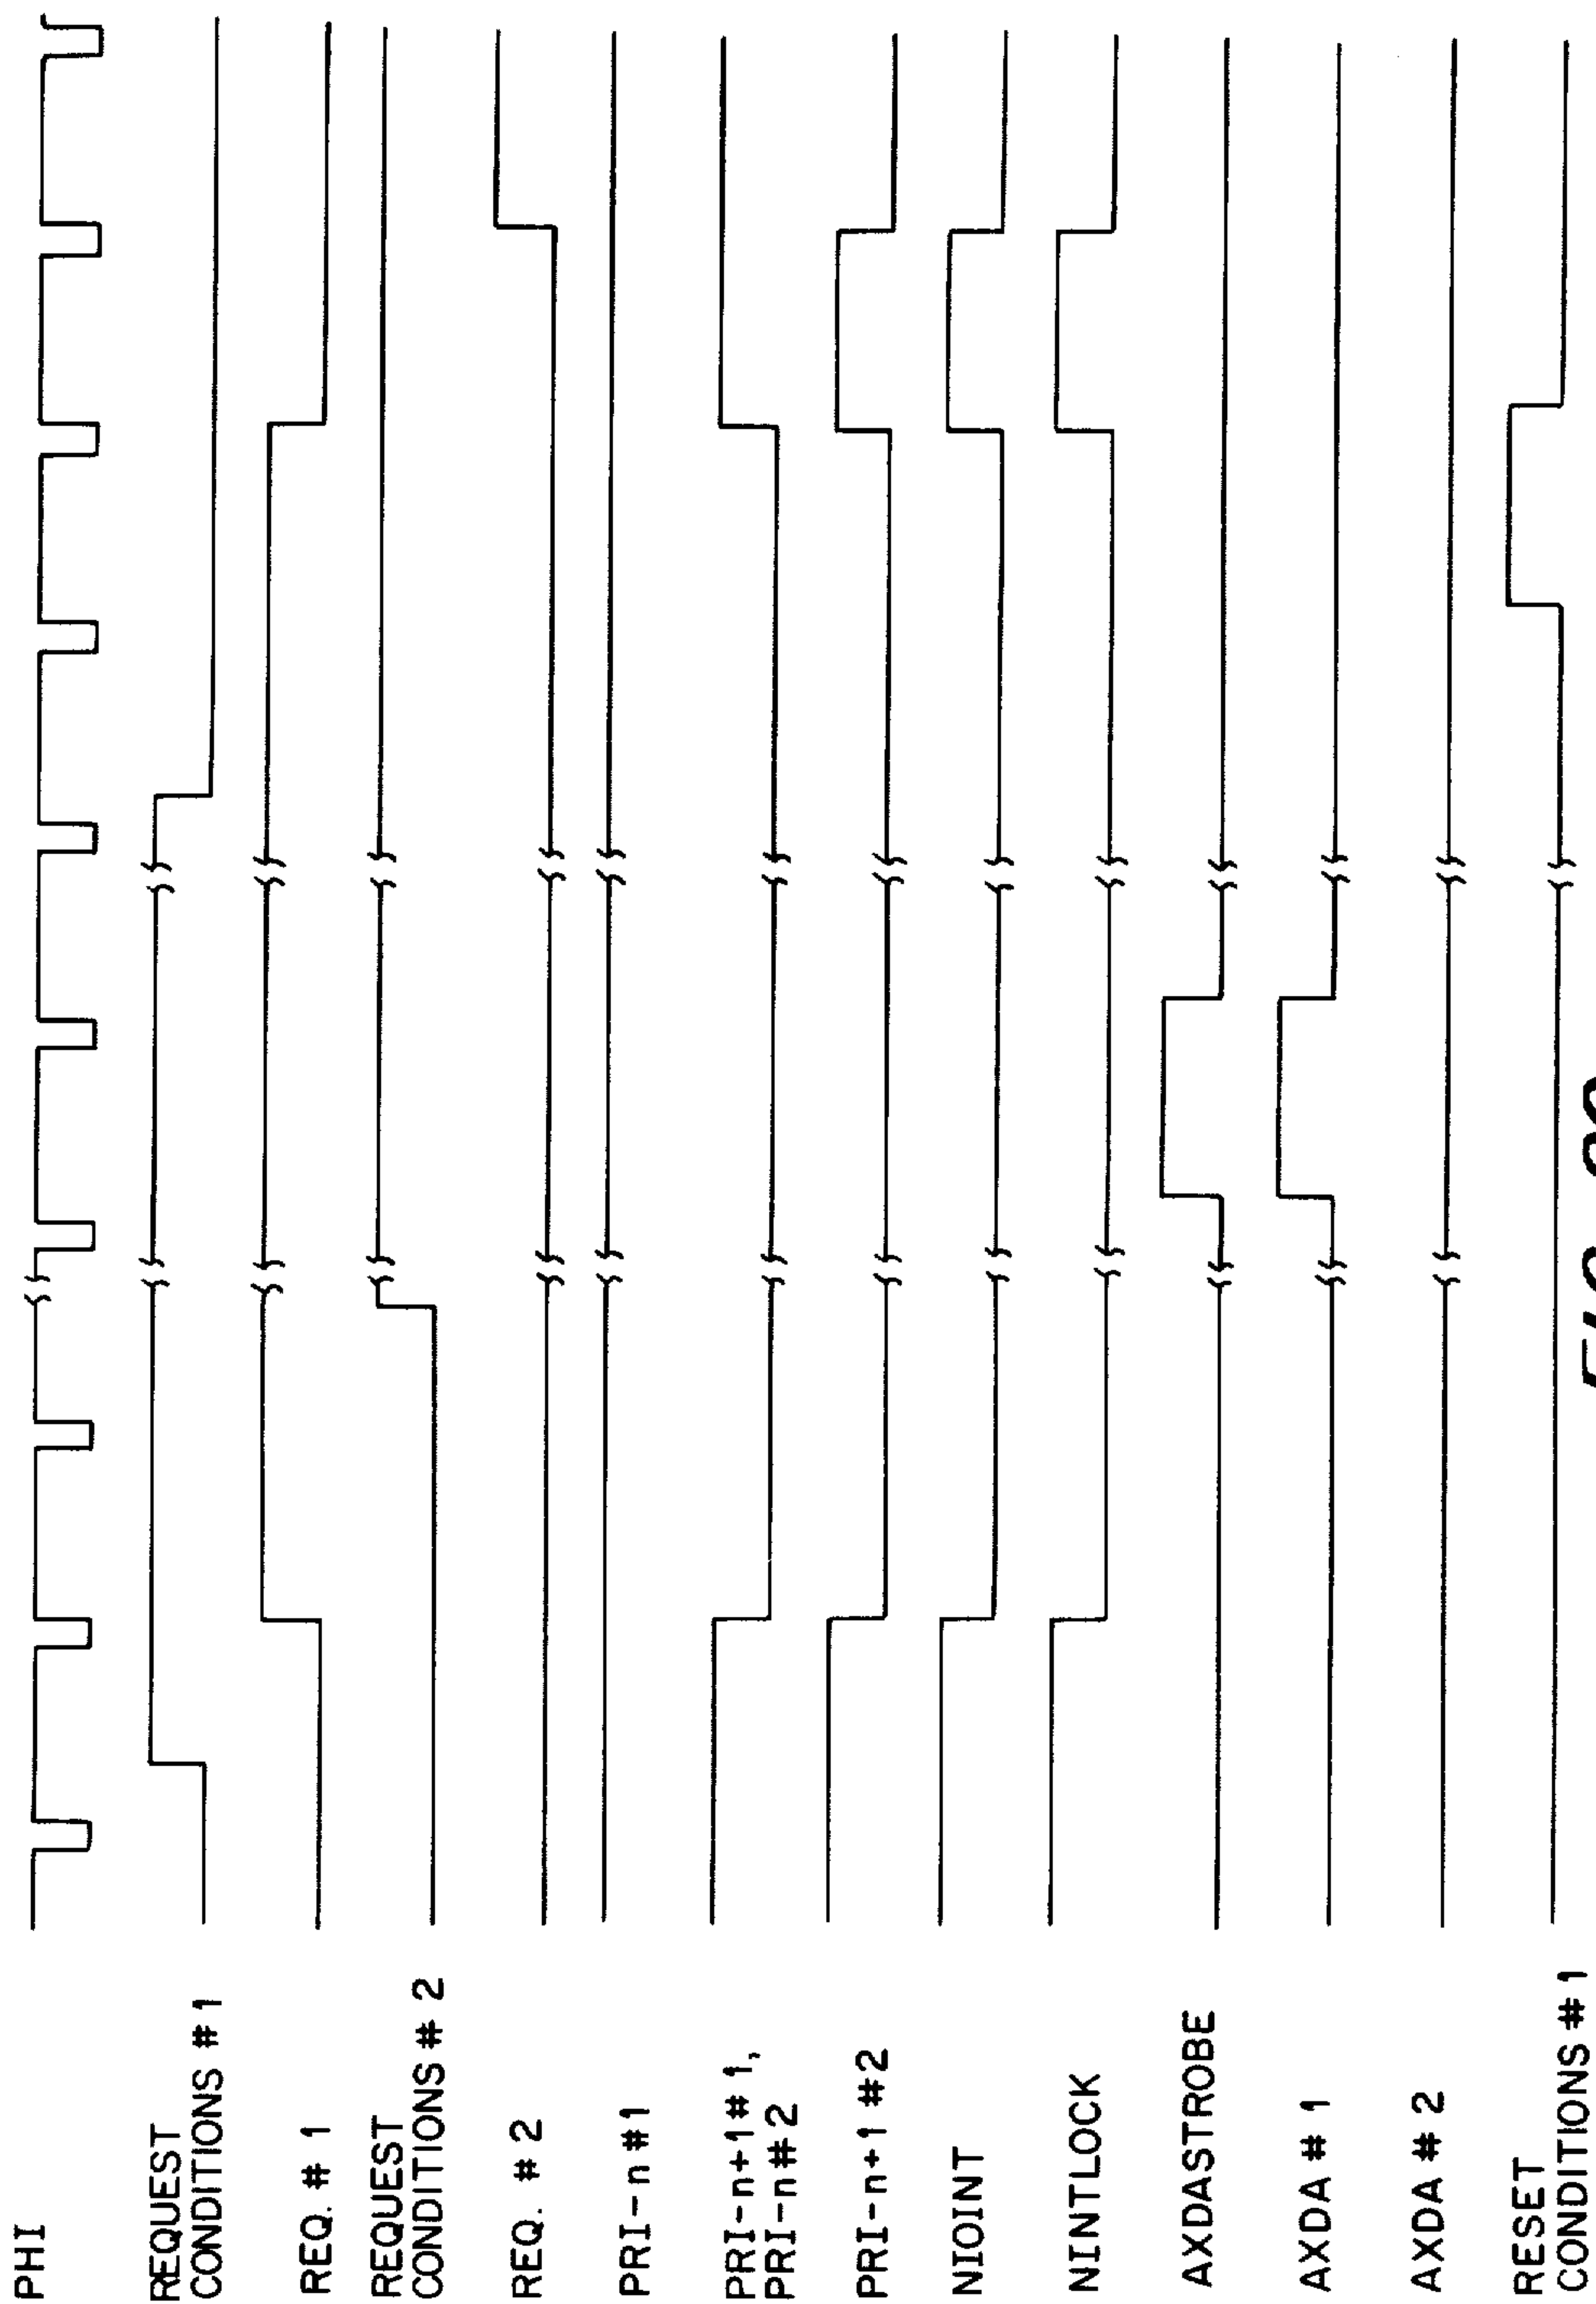 PHI
REQUEST
CONDITIONS #1
REQ. #1
REQUEST
CONDITIONS #2
REQ. #2
PRI-n #1
PRI-n+1 #1,
PRI-n #2
PRI-n+1 #2
NIOINT
NINTLOCK
AXDASTROBE
AXDA #1
AXDA #2
RESET
CONDITIONS #1